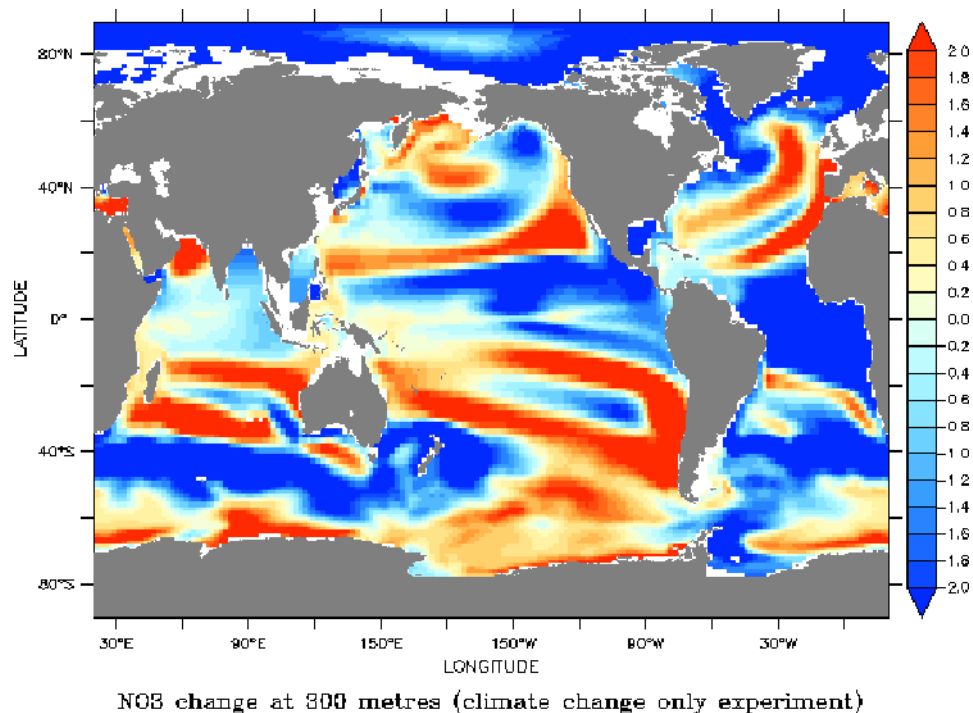 80°N
40°N
0°
40°S
80°S
LATITUDE
30°E 90°E 150°E 150°W 90°W 30°W
LONGITUDE
2.0
1.8
1.6
1.4
1.2
1.0
0.8
0.6
0.4
0.2
0.0
-0.2
-0.4
-0.6
-0.8
-1.0
-1.2
-1.4
-1.6
-1.8
-2.0
NO3 change at 300 metres (climate change only experiment)